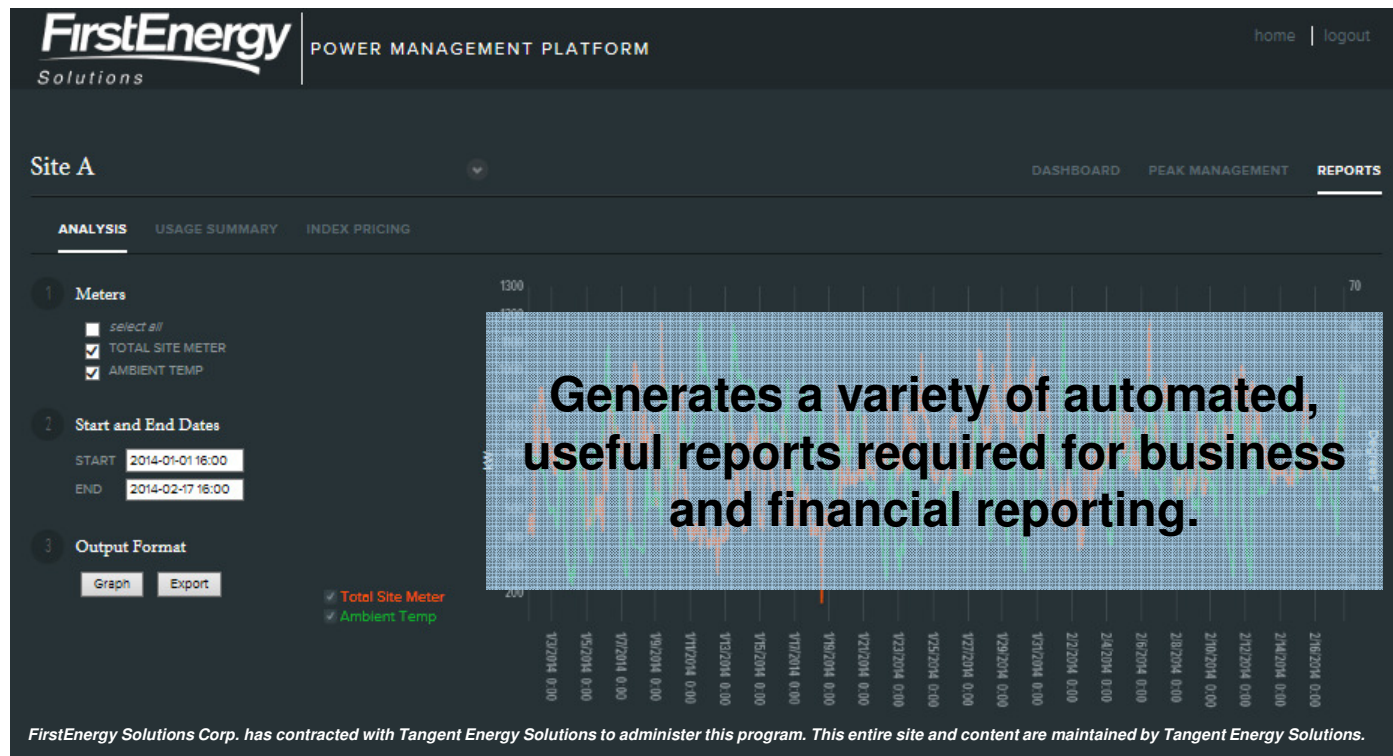 FirstEnergy
Solutions
POWER MANAGEMENT PLATFORM
home | logout
Site A
DASHBOARD PEAK MANAGEMENT REPORTS
ANALYSIS USAGE SUMMARY INDEX PRICING
1 Meters
select all
TOTAL SITE METER
AMBIENT TEMP
2 Start and End Dates
START 2014-01-01 16:00
END 2014-02-17 16:00
3 Output Format
Graph Export
Total Site Meter
Ambient Temp
1300
70
kW
200
Generates a variety of automated,
useful reports required for business
and financial reporting.
1/3/2014 0:00
1/5/2014 0:00
1/7/2014 0:00
1/9/2014 0:00
1/11/2014 0:00
1/13/2014 0:00
1/15/2014 0:00
1/17/2014 0:00
1/19/2014 0:00
1/21/2014 0:00
1/23/2014 0:00
1/25/2014 0:00
1/27/2014 0:00
1/29/2014 0:00
1/31/2014 0:00
2/2/2014 0:00
2/4/2014 0:00
2/6/2014 0:00
2/8/2014 0:00
2/10/2014 0:00
2/12/2014 0:00
2/14/2014 0:00
2/16/2014 0:00
FirstEnergy Solutions Corp. has contracted with Tangent Energy Solutions to administer this program. This entire site and content are maintained by Tangent Energy Solutions.